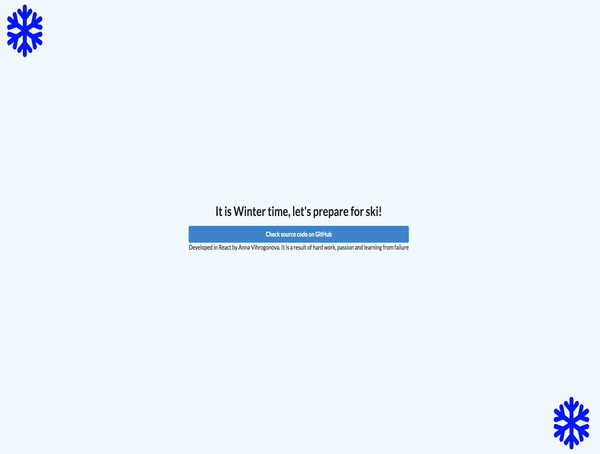 It is Winter time, let's prepare for ski!
Check source code on GitHub
Developed in React by Anna Vihrogonova. It is a result of hard work, passion and learning from failure